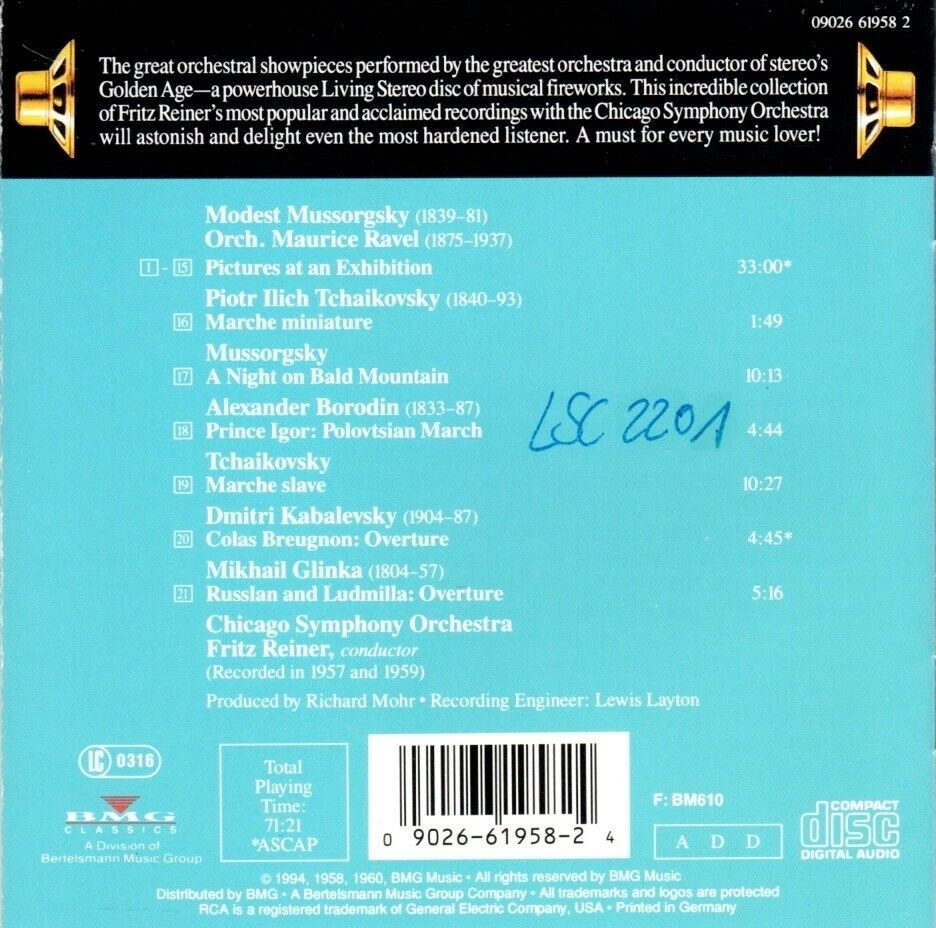 09026 61958 2
The great orchestral showpieces performed by the greatest orchestra and conductor of stereo's
Golden Age—a powerhouse Living Stereo disc of musical fireworks. This incredible collection
of Fritz Reiner's most popular and acclaimed recordings with the Chicago Symphony Orchestra
will astonish and delight even the most hardened listener. A must for every music lover!
Modest Mussorgsky (1839–81)
Orch. Maurice Ravel (1875–1937)
1 - 15 Pictures at an Exhibition 33:00*
Piotr Ilich Tchaikovsky (1840–93)
16 Marche miniature 1:49
Mussorgsky
17 A Night on Bald Mountain 10:13
Alexander Borodin (1833–87)
18 Prince Igor: Polovtsian March 4:44
LSC 2201
Tchaikovsky
19 Marche slave 10:27
Dmitri Kabalevsky (1904–87)
20 Colas Breugnon: Overture 4:45*
Mikhail Glinka (1804–57)
21 Russlan and Ludmilla: Overture 5:16
Chicago Symphony Orchestra
Fritz Reiner, conductor
(Recorded in 1957 and 1959)
Produced by Richard Mohr • Recording Engineer: Lewis Layton
LC 0316
BMG
CLASSICS
A Division of
Bertelsmann Music Group
Total
Playing
Time:
71:21
*ASCAP
0 9026-61958-2 4
F: BM610
A D D
COMPACT
disc
DIGITAL AUDIO
© 1994, 1958, 1960, BMG Music • All rights reserved by BMG Music
Distributed by BMG • A Bertelsmann Music Group Company • All trademarks and logos are protected
RCA is a registered trademark of General Electric Company, USA • Printed in Germany